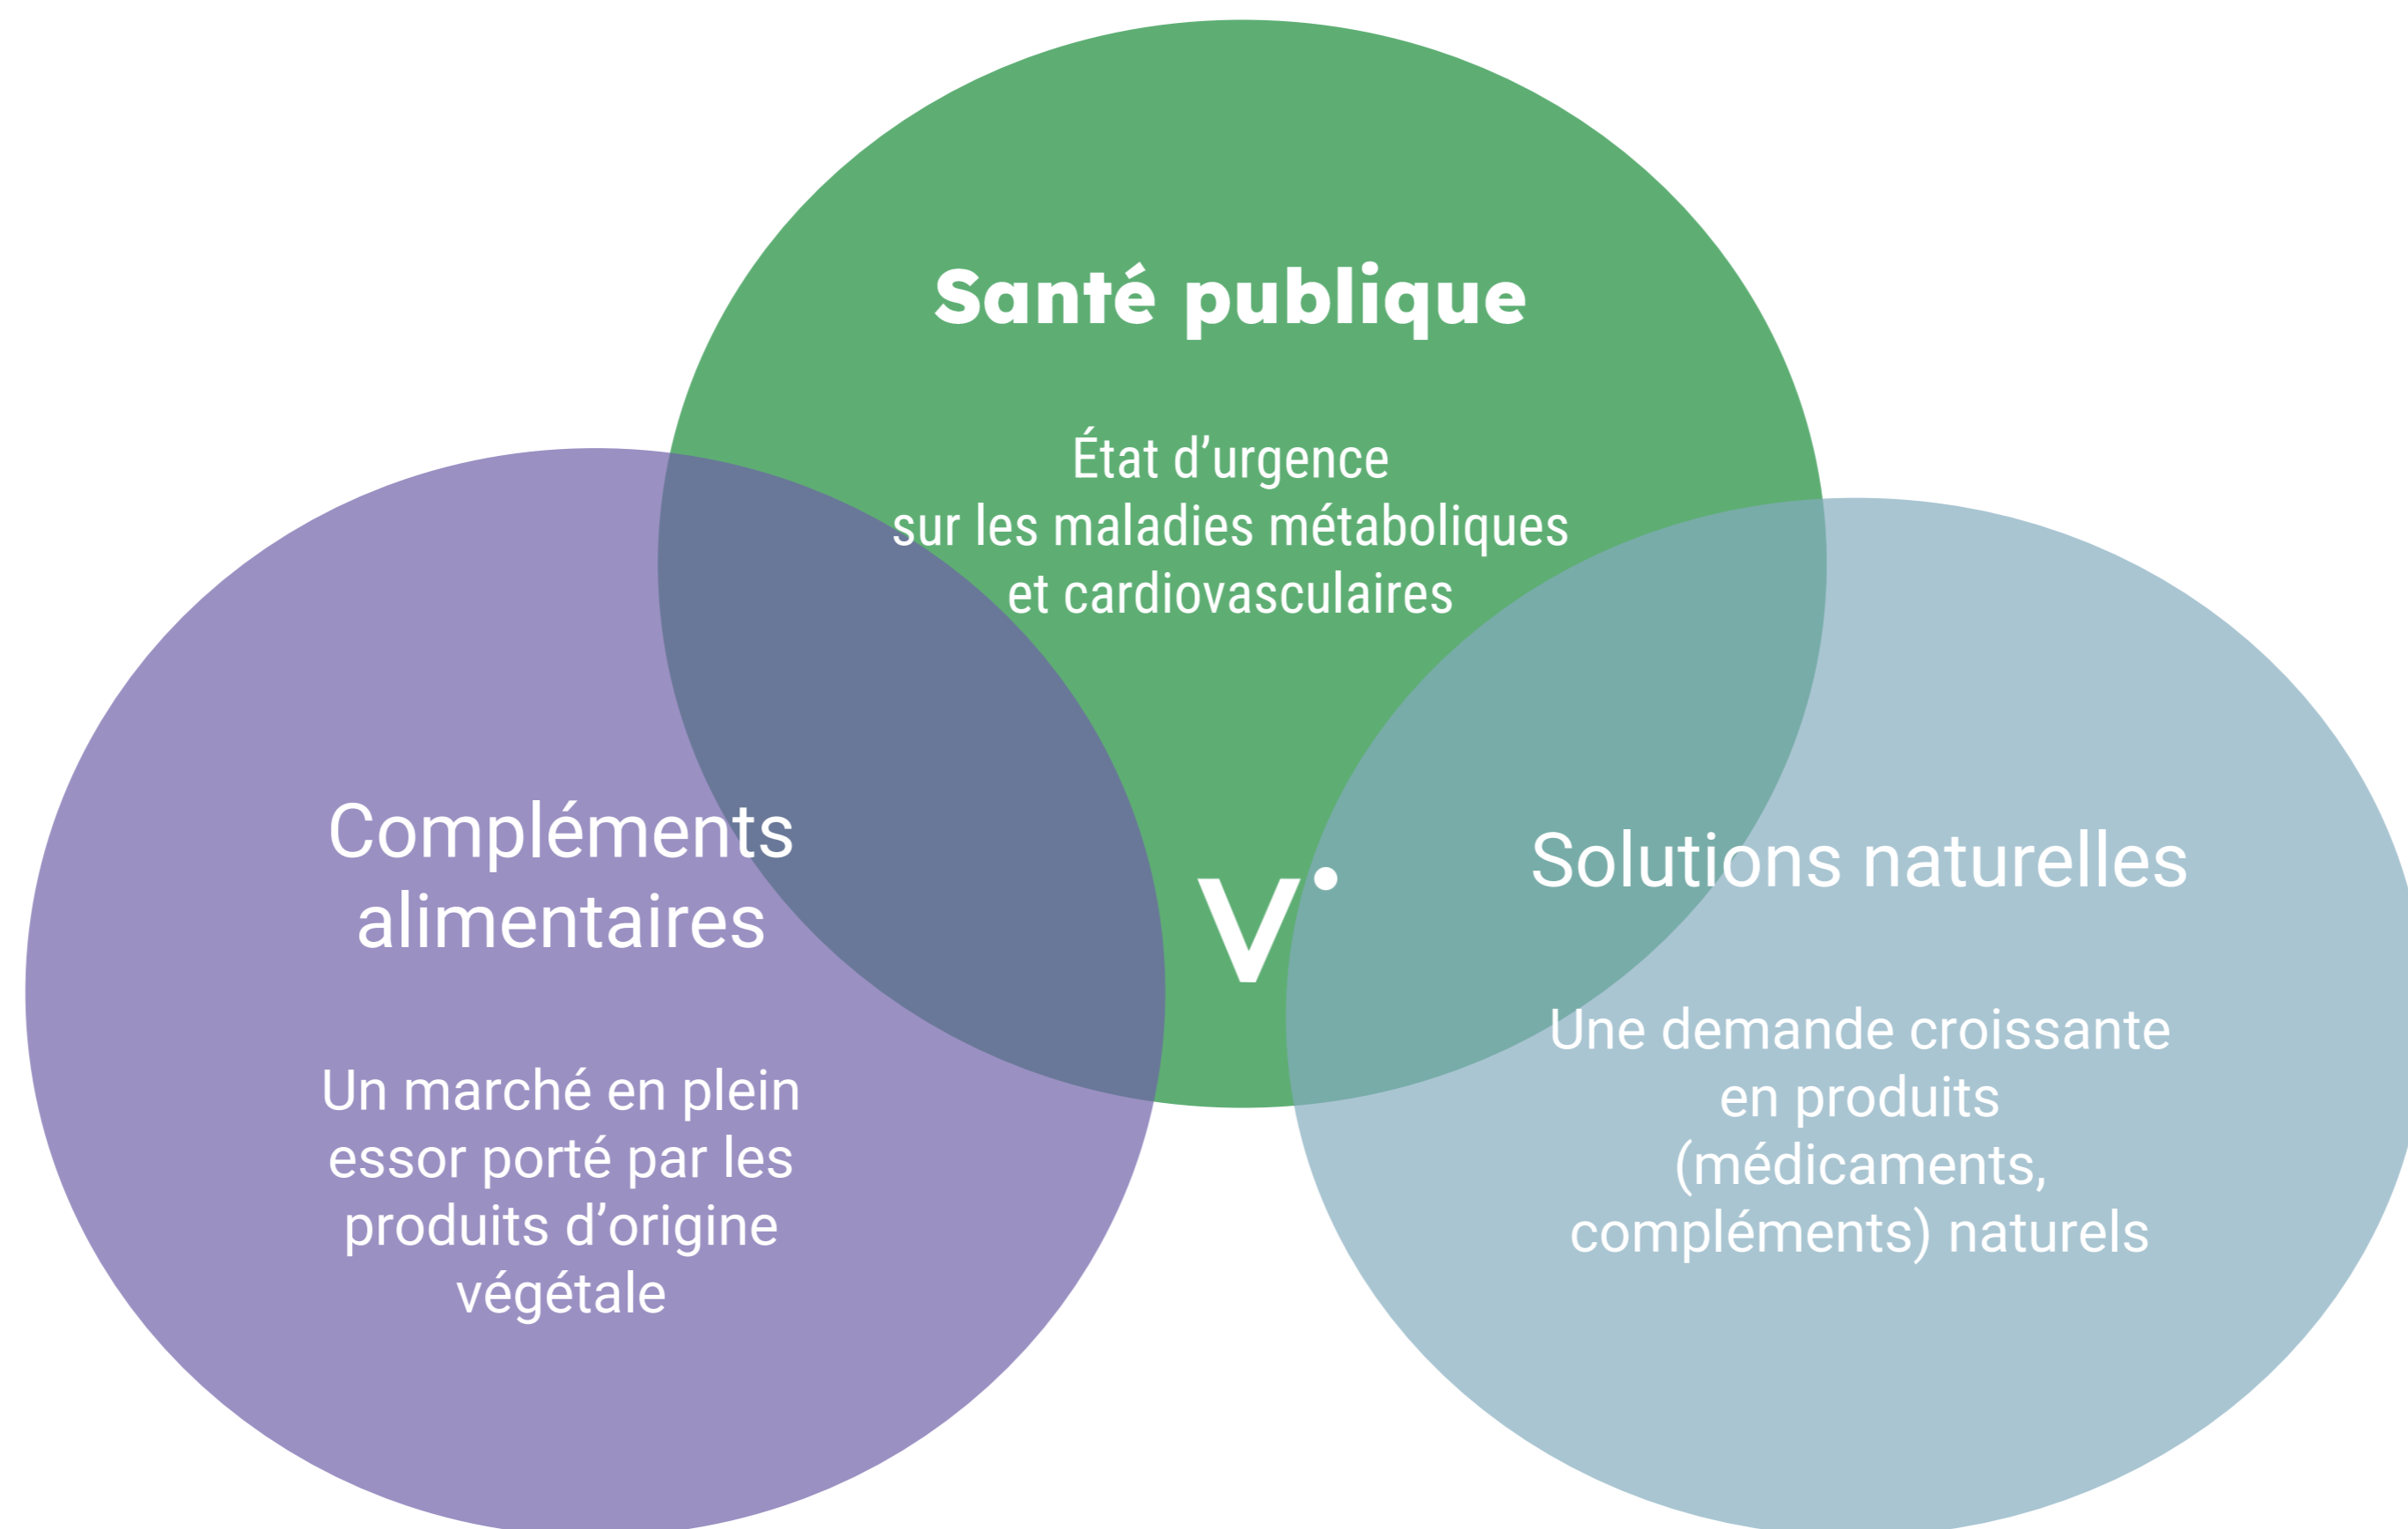 Santé publique
État d’urgence
sur les maladies métaboliques
et cardiovasculaires
Compléments
alimentaires
Un marché en plein
essor porté par les
produits d’origine
végétale
v
Solutions naturelles
Une demande croissante
en produits
(médicaments,
compléments) naturels